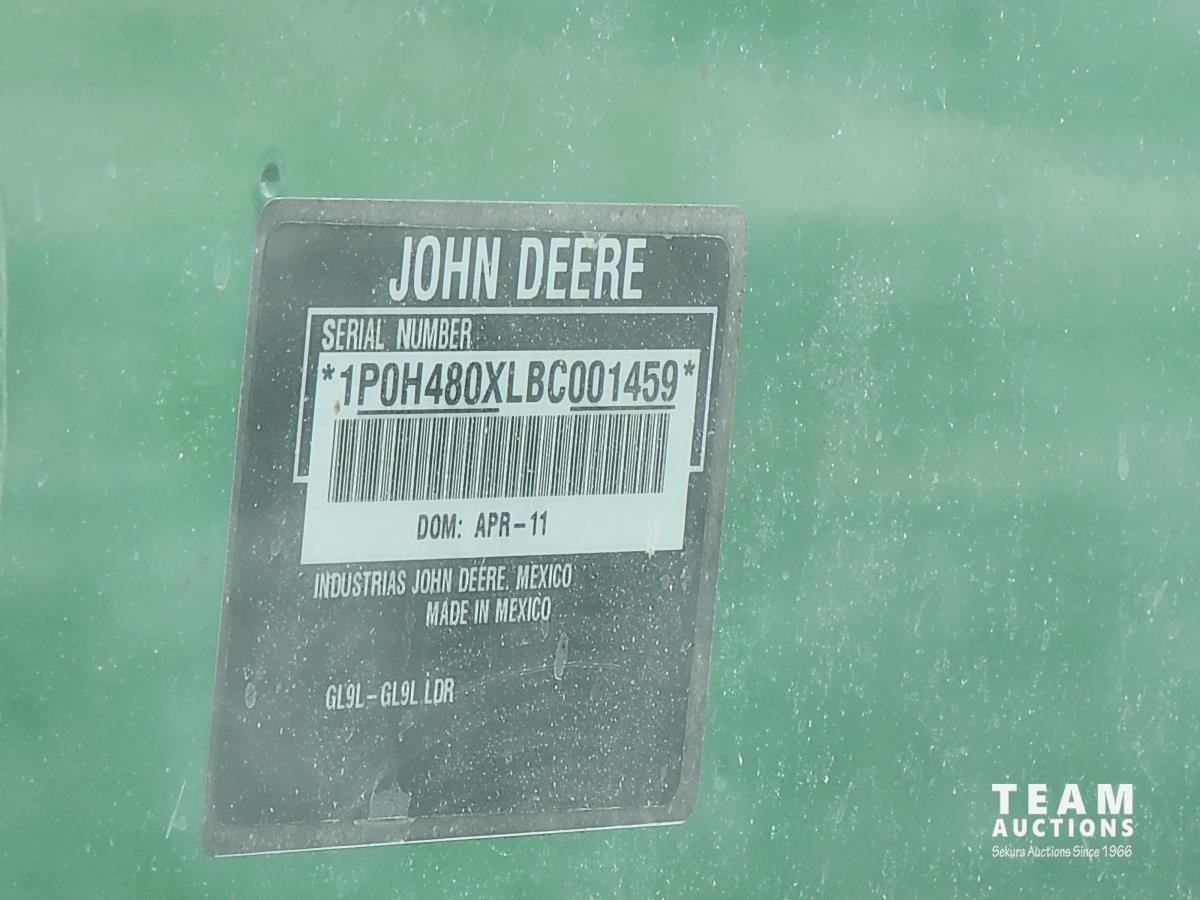 JOHN DEERE
SERIAL NUMBER
*1P0H480XLBC001459*
DOM: APR-11
INDUSTRIAS JOHN DEERE, MEXICO
MADE IN MEXICO
GL9L-GL9L LDR
TEAM
AUCTIONS
Sekura Auctions Since 1966